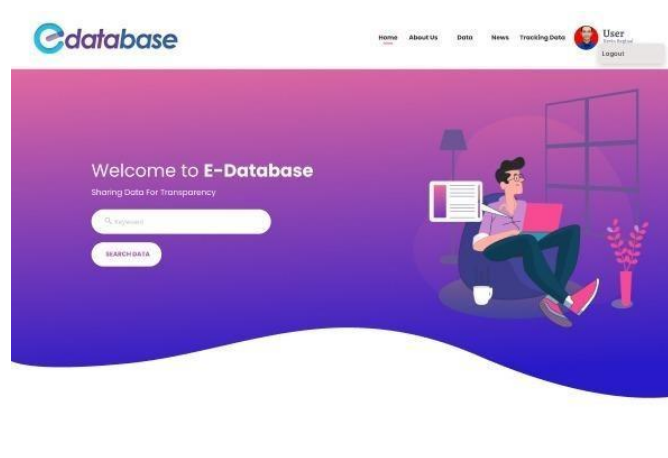 edatabase
Home About Us Data News Tracking Data
User
Logout
Welcome to E-Database
Sharing Data For Transparency
Keyword
SEARCH DATA